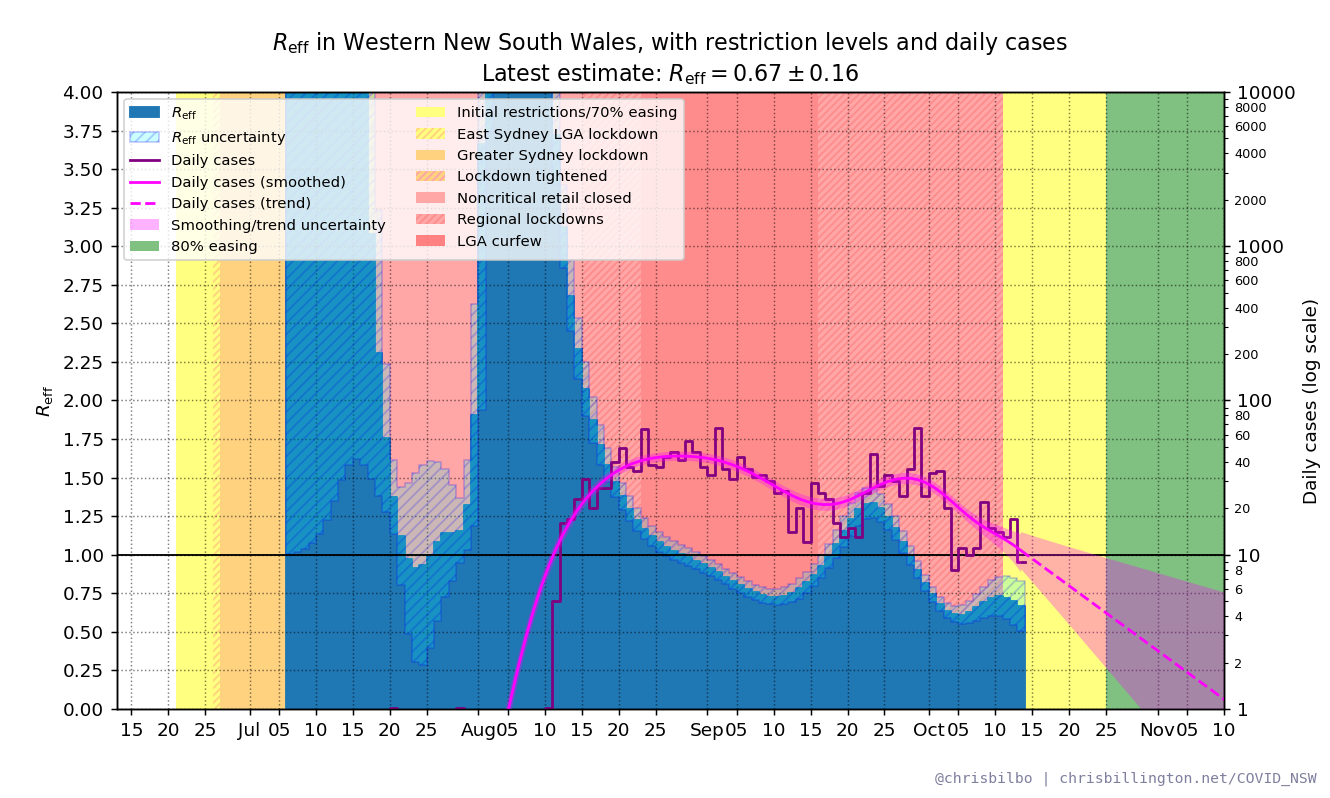 Reff in Western New South Wales, with restriction levels and daily cases
Latest estimate: Reff = 0.67 ± 0.16
Reff
Reff uncertainty
Daily cases
Daily cases (smoothed)
Daily cases (trend)
Smoothing/trend uncertainty
80% easing
Initial restrictions/70% easing
East Sydney LGA lockdown
Greater Sydney lockdown
Lockdown tightened
Noncritical retail closed
Regional lockdowns
LGA curfew
Reff
4.00
3.75
3.50
3.25
3.00
2.75
2.50
2.25
2.00
1.75
1.50
1.25
1.00
0.75
0.50
0.25
0.00
10000
8000
6000
4000
2000
1000
800
600
400
200
100
80
60
40
20
10
8
6
4
2
1
Daily cases (log scale)
15 20 25 Jul 05 10 15 20 25 Aug 05 10 15 20 25 Sep 05 10 15 20 25 Oct 05 10 15 20 25 Nov 05 10
@chrisbilbo | chrisbillington.net/COVID_NSW